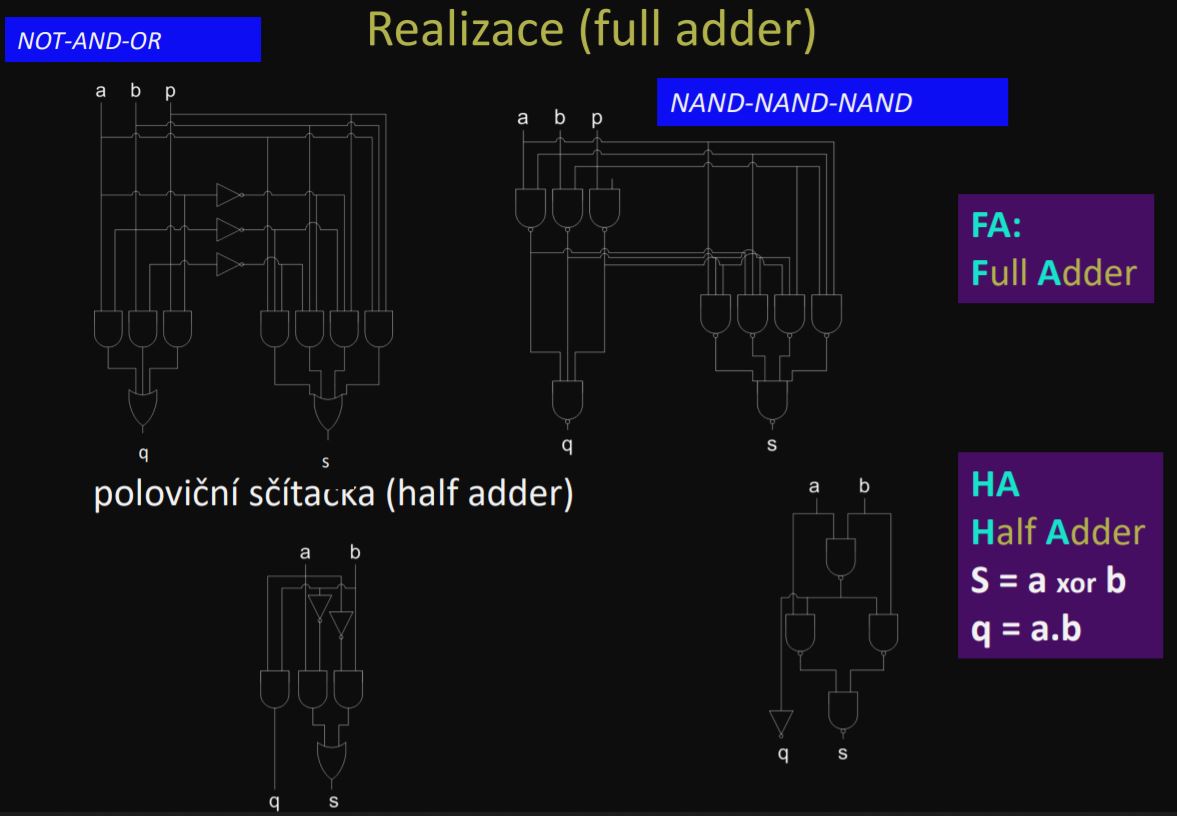 Realizace (full adder)
NOT-AND-OR
a b p
q
s
NAND-NAND-NAND
a b p
q
s
FA:
Full Adder
poloviční sčítačka (half adder)
a b
q s
a b
q s
HA
Half Adder
S = a xor b
q = a.b